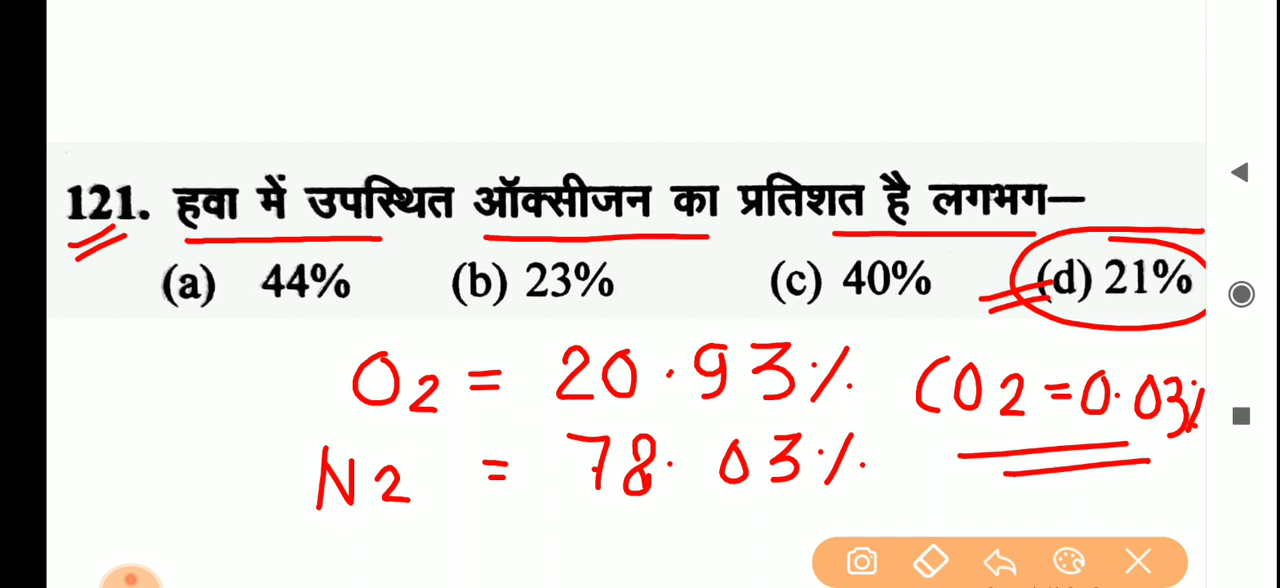 121. हवा में उपस्थित ऑक्सीजन का प्रतिशत है लगभग—
(a) 44% (b) 23% (c) 40% (d) 21%
O2 = 20.93% CO2 = 0.03%
N2 = 78.03%